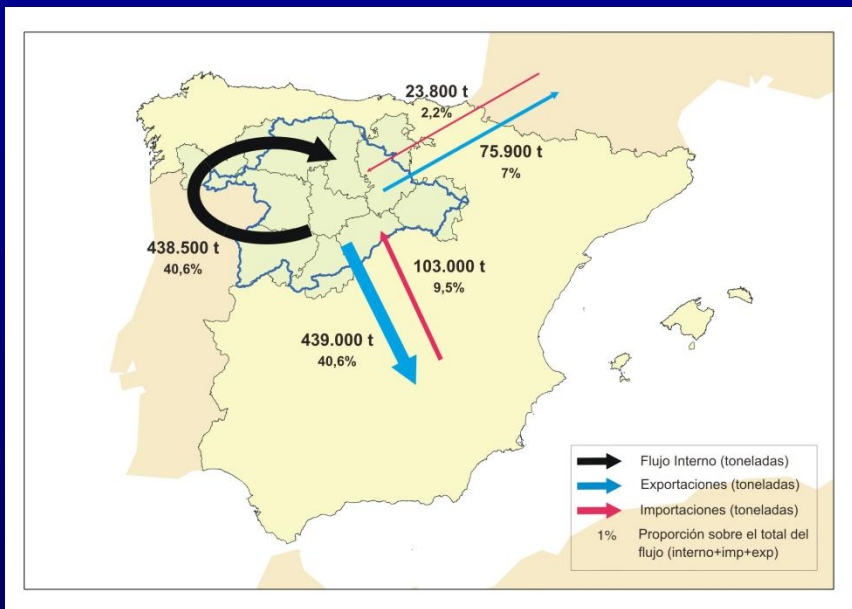 23.800 t
2,2%
75.900 t
7%
438.500 t
40,6%
103.000 t
9,5%
439.000 t
40,6%
Flujo Interno (toneladas)
Exportaciones (toneladas)
Importaciones (toneladas)
1% Proporción sobre el total del
flujo (interno+imp+exp)